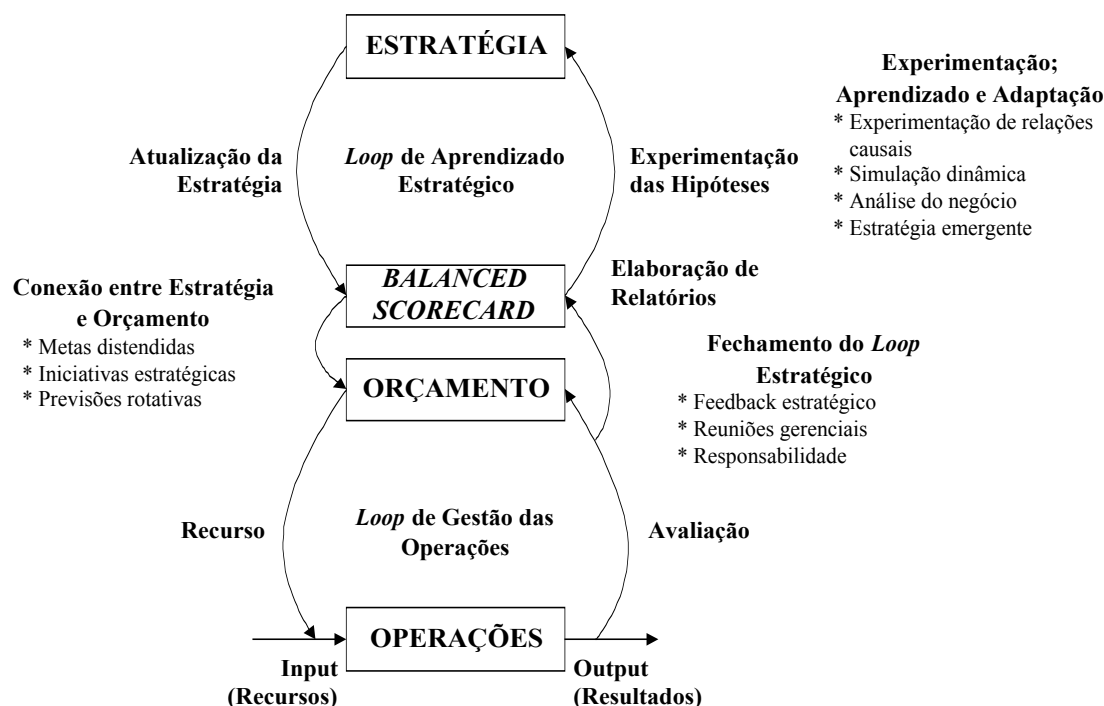 ESTRATÉGIA
Experimentação;
Aprendizado e Adaptação
* Experimentação de relações
causais
* Simulação dinâmica
* Análise do negócio
* Estratégia emergente
Atualização da
Estratégia
Loop de Aprendizado
Estratégico
Experimentação
das Hipóteses
Elaboração de
Relatórios
BALANCED
SCORECARD
Conexão entre Estratégia
e Orçamento
* Metas distendidas
* Iniciativas estratégicas
* Previsões rotativas
ORÇAMENTO
Fechamento do Loop
Estratégico
* Feedback estratégico
* Reuniões gerenciais
* Responsabilidade
Recurso
Loop de Gestão das
Operações
Avaliação
OPERAÇÕES
Input
(Recursos)
Output
(Resultados)